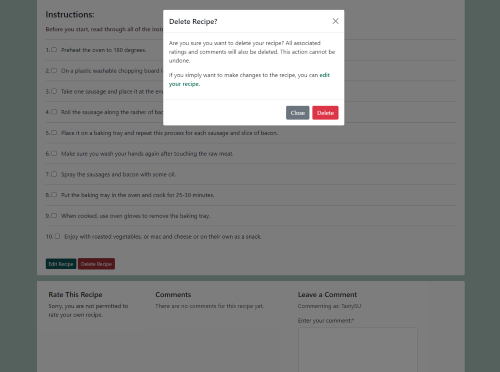 Instructions:
Delete Recipe?
Before you start, read through all of the instr
Are you sure you want to delete your recipe? All associated
ratings and comments will also be deleted. This action cannot be
undone.
If you simply want to make changes to the recipe, you can edit
your recipe.
Close
Delete
1. Preheat the oven to 180 degrees.
2. On a plastic washable chopping board
3. Take one sausage and place it at the en
4. Roll the sausage along the rasher of bac
5. Place it on a baking tray and repeat this process for each sausage and slice of bacon.
6. Make sure you wash your hands again after touching the raw meat.
7. Spray the sausages and bacon with some oil.
8. Put the baking tray in the oven and cook for 25-30 minutes.
9. When cooked, use oven gloves to remove the baking tray.
10. Enjoy with roasted vegetables, or mac and cheese or on their own as a snack.
Edit Recipe
Delete Recipe
Rate This Recipe
Sorry, you are not permitted to
rate your own recipe.
Comments
There are no comments for this recipe yet.
Leave a Comment
Commenting as: TastySU
Enter your comment:*